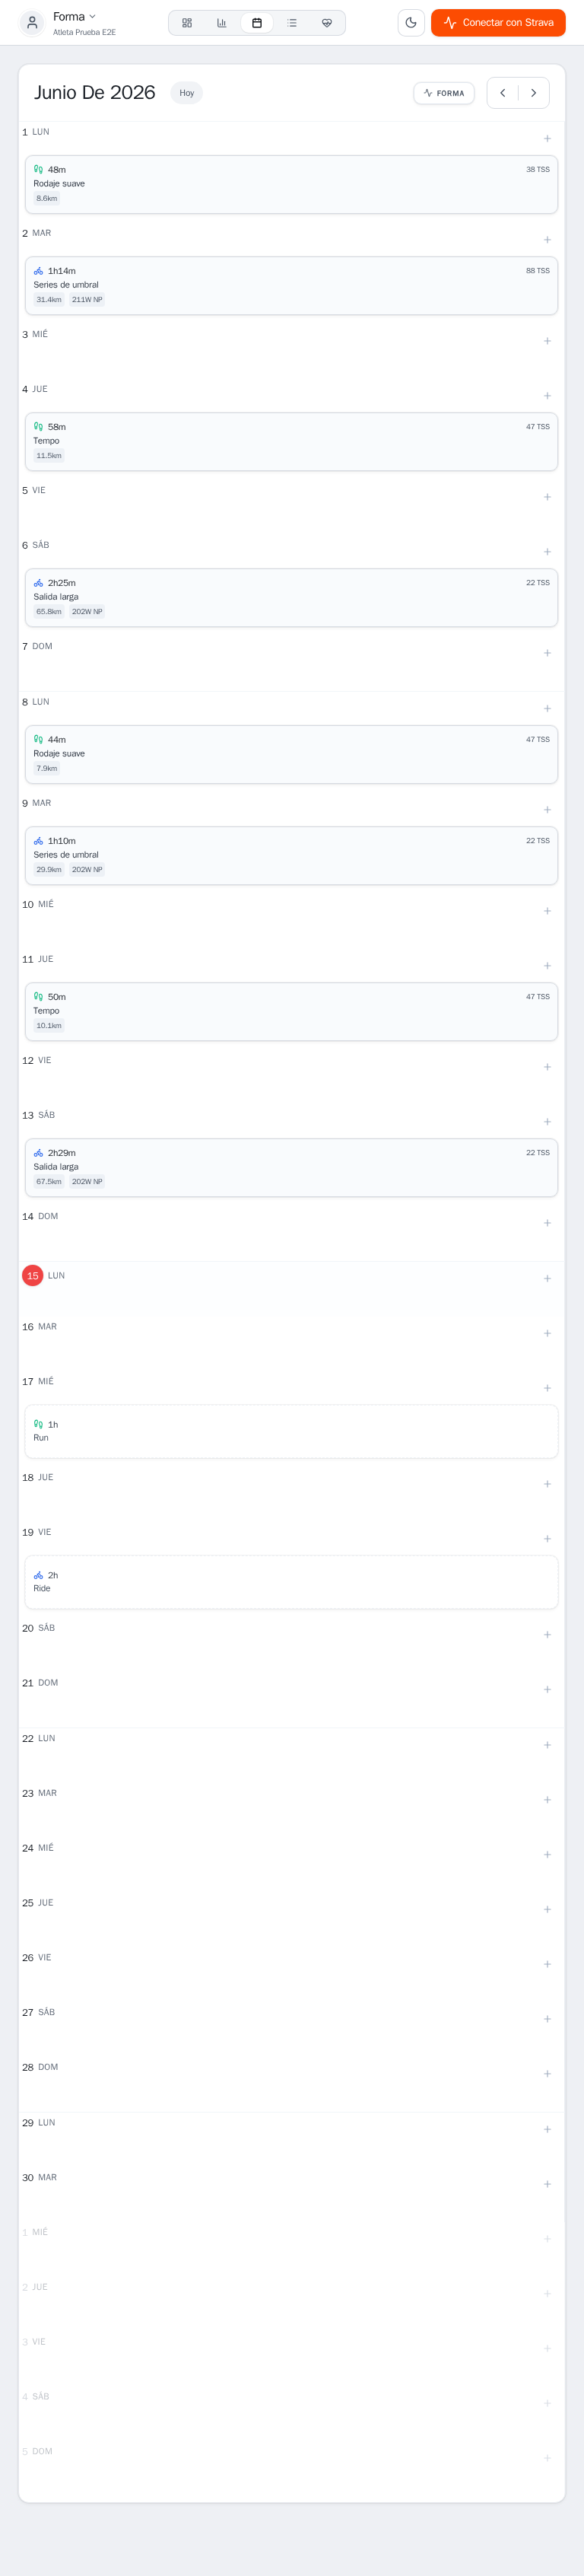 Forma
Atleta Prueba E2E
Conectar con Strava
Junio De 2026
Hoy
FORMA
1 LUN
48m
38 TSS
Rodaje suave
8.6km
2 MAR
1h14m
88 TSS
Series de umbral
31.4km 211W NP
3 MIÉ
4 JUE
58m
47 TSS
Tempo
11.5km
5 VIE
6 SÁB
2h25m
22 TSS
Salida larga
65.8km 202W NP
7 DOM
8 LUN
44m
47 TSS
Rodaje suave
7.9km
9 MAR
1h10m
22 TSS
Series de umbral
29.9km 202W NP
10 MIÉ
11 JUE
50m
47 TSS
Tempo
10.1km
12 VIE
13 SÁB
2h29m
22 TSS
Salida larga
67.5km 202W NP
14 DOM
15 LUN
16 MAR
17 MIÉ
1h
Run
18 JUE
19 VIE
2h
Ride
20 SÁB
21 DOM
22 LUN
23 MAR
24 MIÉ
25 JUE
26 VIE
27 SÁB
28 DOM
29 LUN
30 MAR
1 MIÉ
2 JUE
3 VIE
4 SÁB
5 DOM